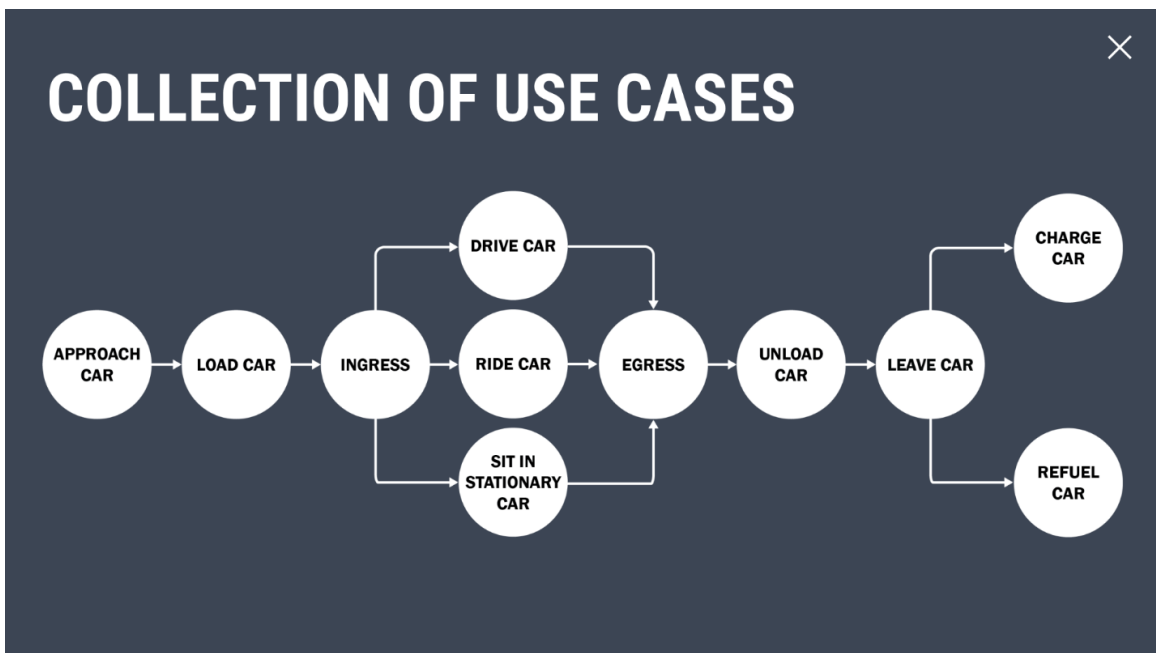 COLLECTION OF USE CASES
APPROACH
CAR
LOAD CAR
INGRESS
DRIVE CAR
RIDE CAR
SIT IN
STATIONARY
CAR
EGRESS
UNLOAD
CAR
LEAVE CAR
CHARGE
CAR
REFUEL
CAR